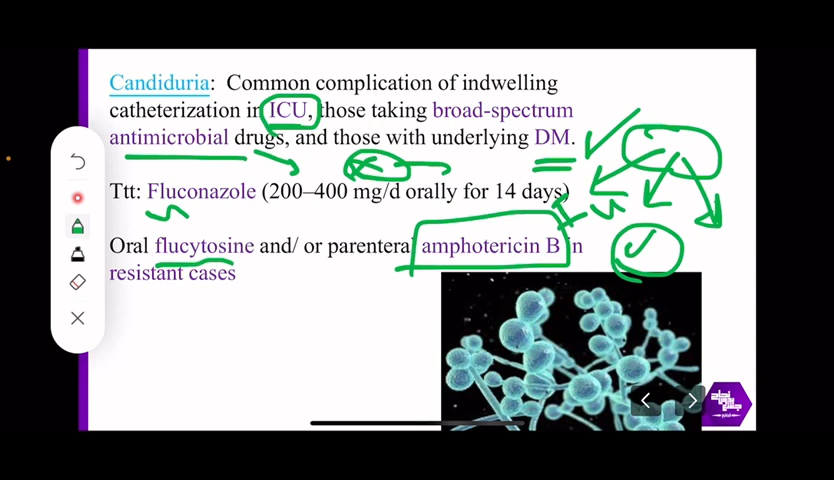 Candiduria: Common complication of indwelling
catheterization in ICU, those taking broad-spectrum
antimicrobial drugs, and those with underlying DM.
Ttt: Fluconazole (200–400 mg/d orally for 14 days)
Oral flucytosine and/ or parenteral amphotericin B in
resistant cases